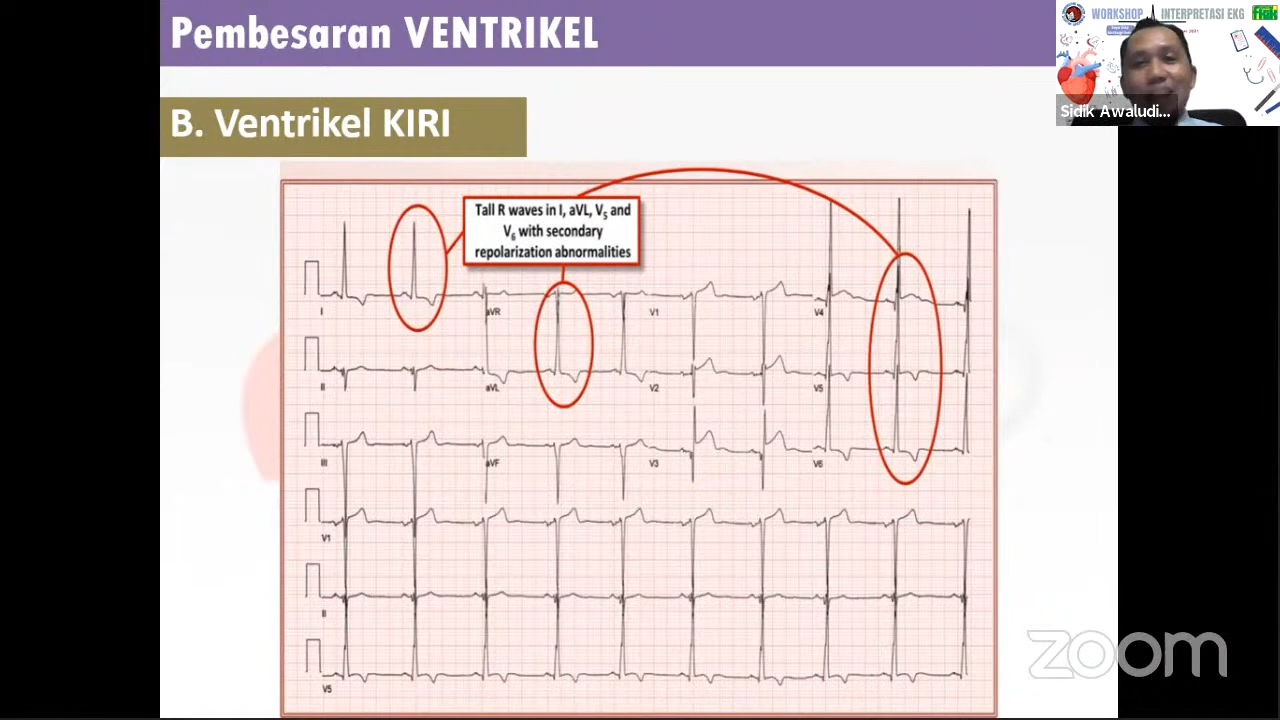 Pembesaran VENTRIKEL
WORKSHOP INTERPRETASI EKG
B. Ventrikel KIRI
Sidik Awaludi...
Tall R waves in I, aVL, V5 and
V6 with secondary
repolarization abnormalities
I aVR V1 V4
II aVL V2 V5
III aVF V3 V6
V1
II
V5
zoom